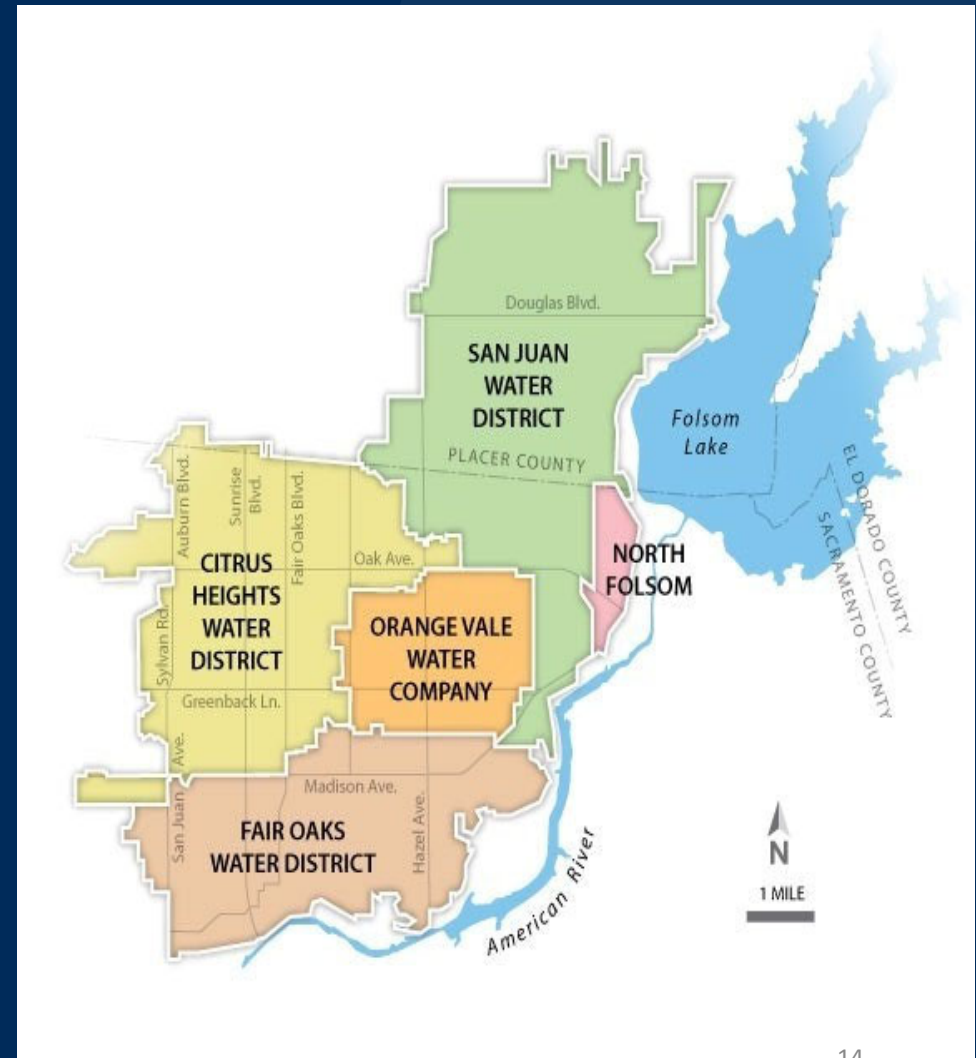 Douglas Blvd.
SAN JUAN
WATER
DISTRICT
Folsom
Lake
PLACER COUNTY
EL DORADO COUNTY
SACRAMENTO COUNTY
Auburn Blvd.
Sunrise
Blvd.
Fair Oaks Blvd.
Oak Ave.
NORTH
FOLSOM
CITRUS
HEIGHTS
WATER
DISTRICT
Sylvan Rd.
ORANGE VALE
WATER
COMPANY
Greenback Ln.
San Juan Ave.
Madison Ave.
Hazel Ave.
FAIR OAKS
WATER DISTRICT
American River
N
1 MILE
14